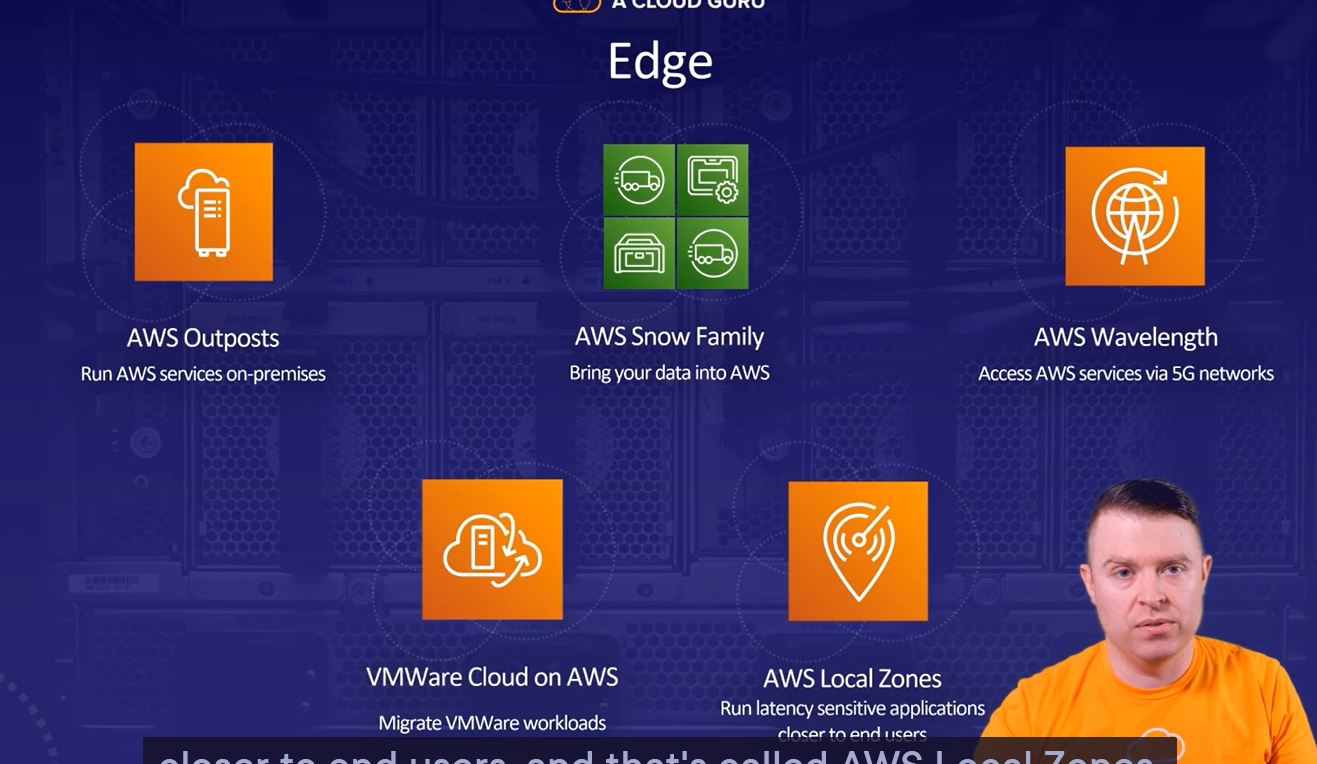 A CLOUD GURU
Edge
AWS Outposts
Run AWS services on-premises
AWS Snow Family
Bring your data into AWS
AWS Wavelength
Access AWS services via 5G networks
VMWare Cloud on AWS
Migrate VMWare workloads
AWS Local Zones
Run latency sensitive applications
closer to end users
closer to end users, and that's called AWS Local Zones.